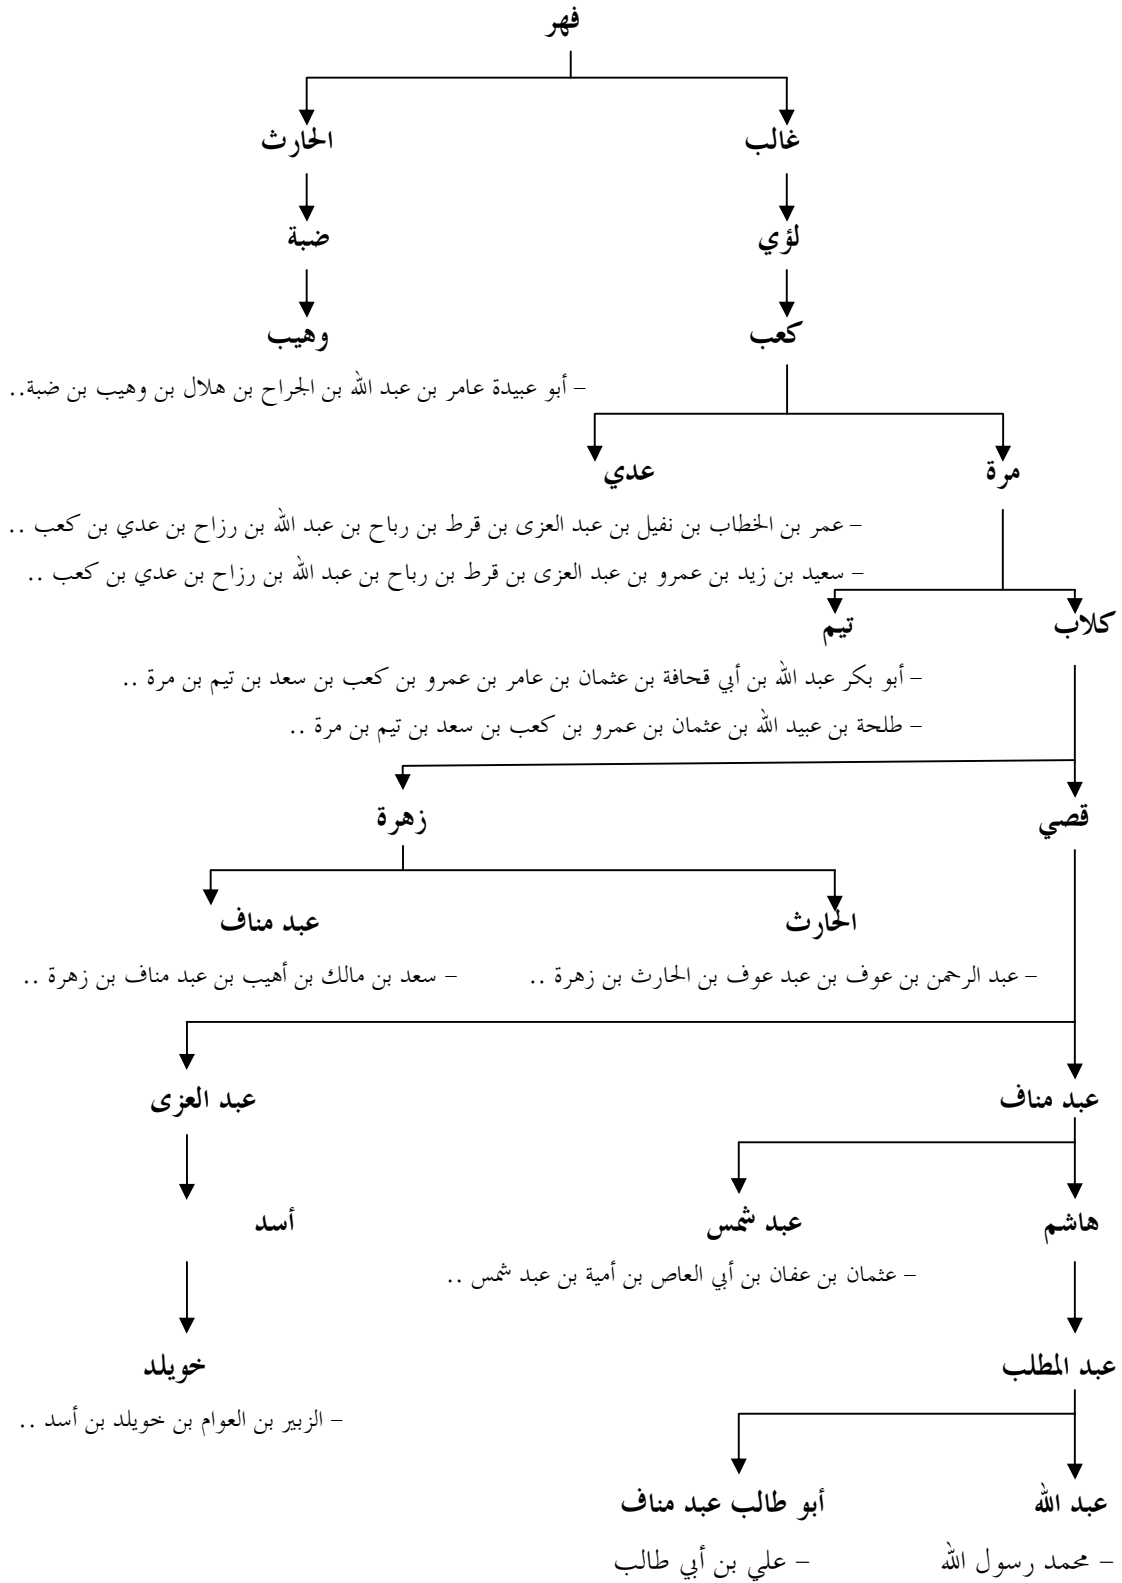 فهر
غالب
الحارث
لؤي
ضبة
كعب
وهيب
– أبو عبيدة عامر بن عبد الله بن الجراح بن هلال بن وهيب بن ضبة..
مرة
عدي
– عمر بن الخطاب بن نفيل بن عبد العزى بن قرط بن رباح بن عبد الله بن رزاح بن عدي بن كعب ..
– سعيد بن زيد بن عمرو بن عبد العزى بن قرط بن رباح بن عبد الله بن رزاح بن عدي بن كعب ..
كلاب
تيم
– أبو بكر عبد الله بن أبي قحافة بن عثمان بن عامر بن عمرو بن كعب بن سعد بن تيم بن مرة ..
– طلحة بن عبيد الله بن عثمان بن عمرو بن كعب بن سعد بن تيم بن مرة ..
قصي
زهرة
الحارث
عبد مناف
– عبد الرحمن بن عوف بن عبد عوف بن الحارث بن زهرة ..
– سعد بن مالك بن أهيب بن عبد مناف بن زهرة ..
عبد مناف
عبد العزى
هاشم
عبد شمس
أسد
– عثمان بن عفان بن أبي العاص بن أمية بن عبد شمس ..
عبد المطلب
خويلد
– الزبير بن العوام بن خويلد بن أسد ..
عبد الله
أبو طالب عبد مناف
– محمد رسول الله
– علي بن أبي طالب